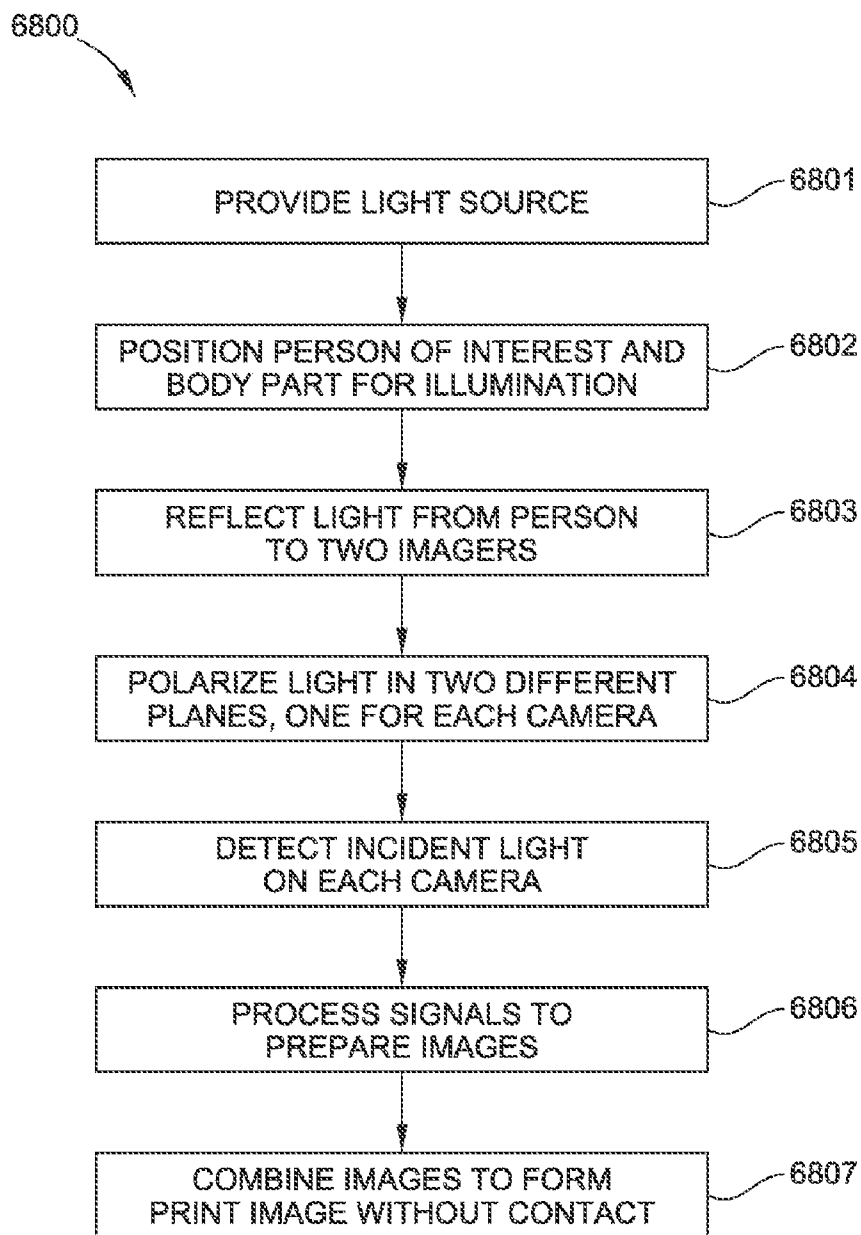 6800
PROVIDE LIGHT SOURCE
6801
POSITION PERSON OF INTEREST AND
BODY PART FOR ILLUMINATION
6802
REFLECT LIGHT FROM PERSON
TO TWO IMAGERS
6803
POLARIZE LIGHT IN TWO DIFFERENT
PLANES, ONE FOR EACH CAMERA
6804
DETECT INCIDENT LIGHT
ON EACH CAMERA
6805
PROCESS SIGNALS TO
PREPARE IMAGES
6806
COMBINE IMAGES TO FORM
PRINT IMAGE WITHOUT CONTACT
6807